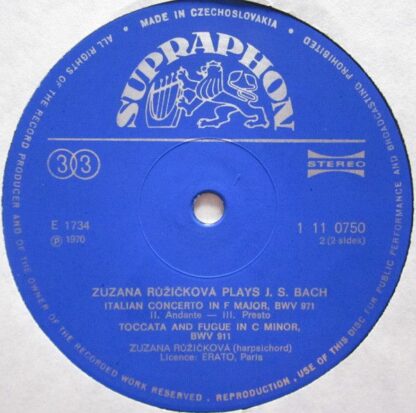 MADE IN CZECHOSLOVAKIA
ALL RIGHTS OF THE RECORD PRODUCER AND OF THE OWNER OF THE RECORDED WORK RESERVED . REPRODUCTION, USE OF THIS DISC FOR PUBLIC PERFORMANCE AND BROADCASTING PROHIBITED
SUPRAPHON
33
STEREO
E 1734
1 11 0750
℗ 1970
2 (2 sides)
ZUZANA RŮŽIČKOVÁ PLAYS J. S. BACH
ITALIAN CONCERTO IN F MAJOR, BWV 971
II. Andante — III. Presto
TOCCATA AND FUGUE IN C MINOR,
BWV 911
ZUZANA RŮŽIČKOVÁ (harpsichord)
Licence: ERATO, Paris